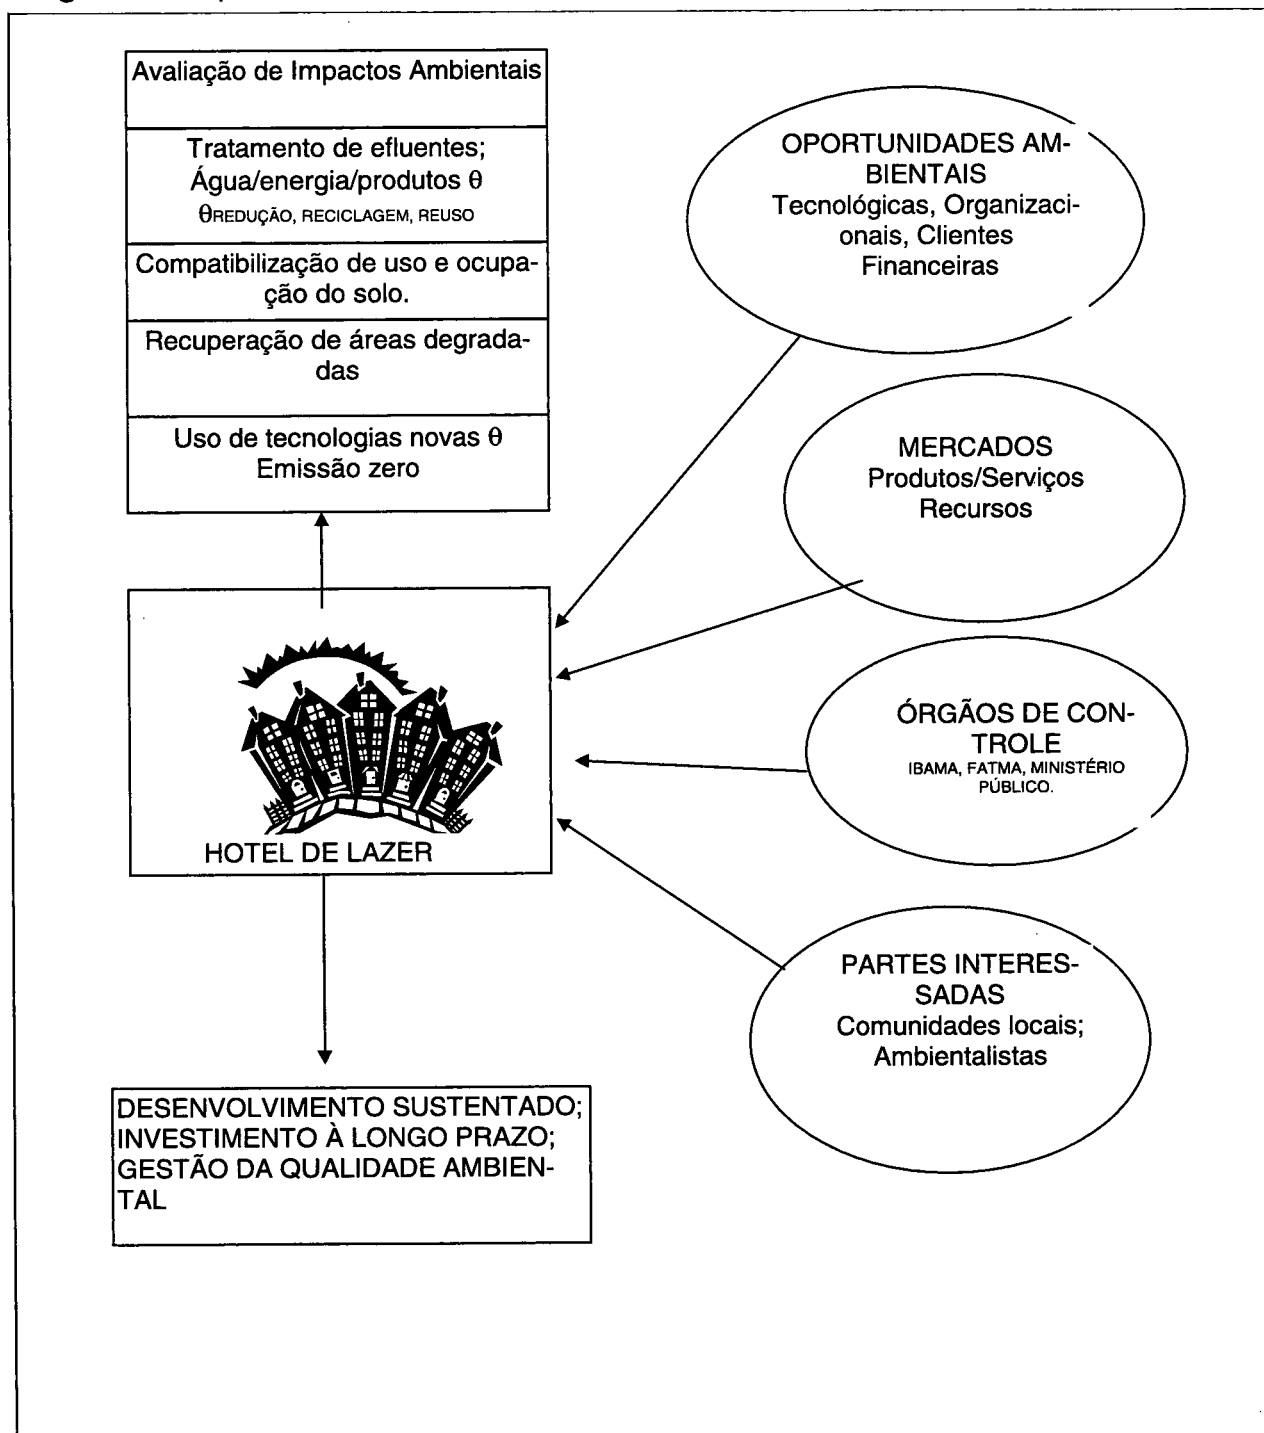 Avaliação de Impactos Ambientais
Tratamento de efluentes;
Água/energia/produtos θ
θREDUÇÃO, RECICLAGEM, REUSO
Compatibilização de uso e ocupa-
ção do solo.
Recuperação de áreas degrada-
das
Uso de tecnologias novas θ
Emissão zero
HOTEL DE LAZER
DESENVOLVIMENTO SUSTENTADO;
INVESTIMENTO À LONGO PRAZO;
GESTÃO DA QUALIDADE AMBIEN-
TAL
OPORTUNIDADES AM-
BIENTAIS
Tecnológicas, Organizaci-
onais, Clientes
Financeiras
MERCADOS
Produtos/Serviços
Recursos
ÓRGÃOS DE CON-
TROLE
IBAMA, FATMA, MINISTÉRIO
PÚBLICO.
PARTES INTERES-
SADAS
Comunidades locais;
Ambientalistas